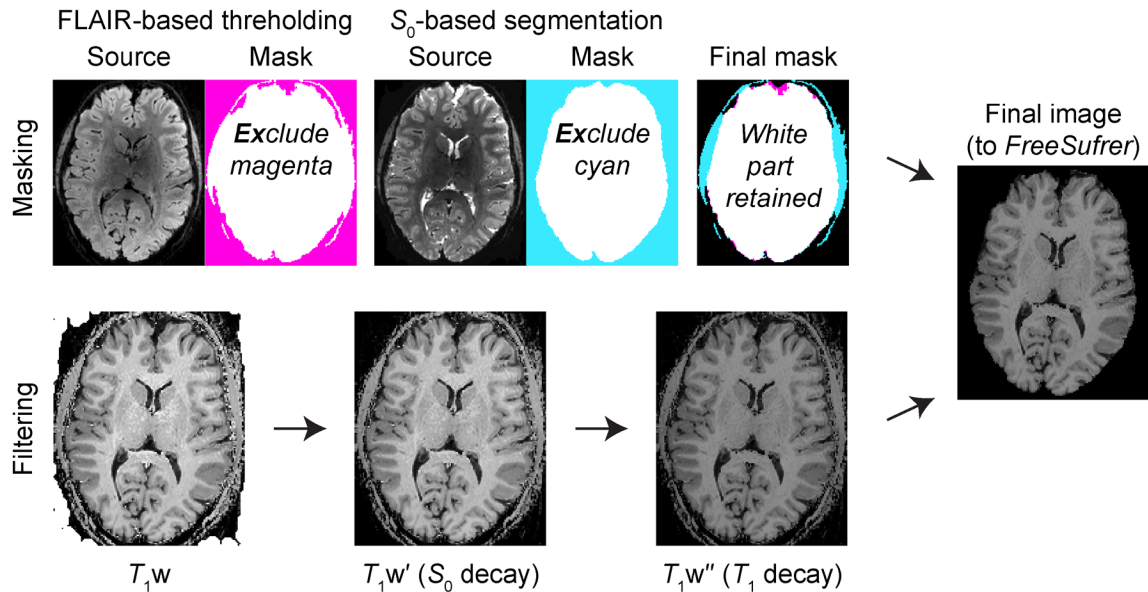 FLAIR-based threholding
S₀-based segmentation
Source
Mask
Source
Mask
Final mask
Masking
Exclude
magenta
Exclude
cyan
White
part
retained
Final image
(to FreeSufrer)
Filtering
T₁w
T₁w′ (S₀ decay)
T₁w″ (T₁ decay)